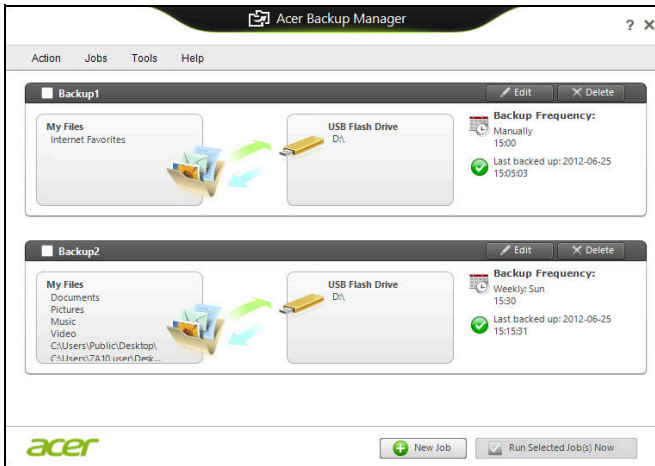 Acer Backup Manager
? X
Action Jobs Tools Help
Backup1
Edit Delete
My Files
Internet Favorites
USB Flash Drive
D:\
Backup Frequency:
Manually
15:00
Last backed up: 2012-06-25
15:05:03
Backup2
Edit Delete
My Files
Documents
Pictures
Music
Video
C:\Users\Public\Desktop\
C:\Users\7A10 user\Desk...
USB Flash Drive
D:\
Backup Frequency:
Weekly: Sun
15:30
Last backed up: 2012-06-25
15:15:31
acer
New Job
Run Selected Job(s) Now